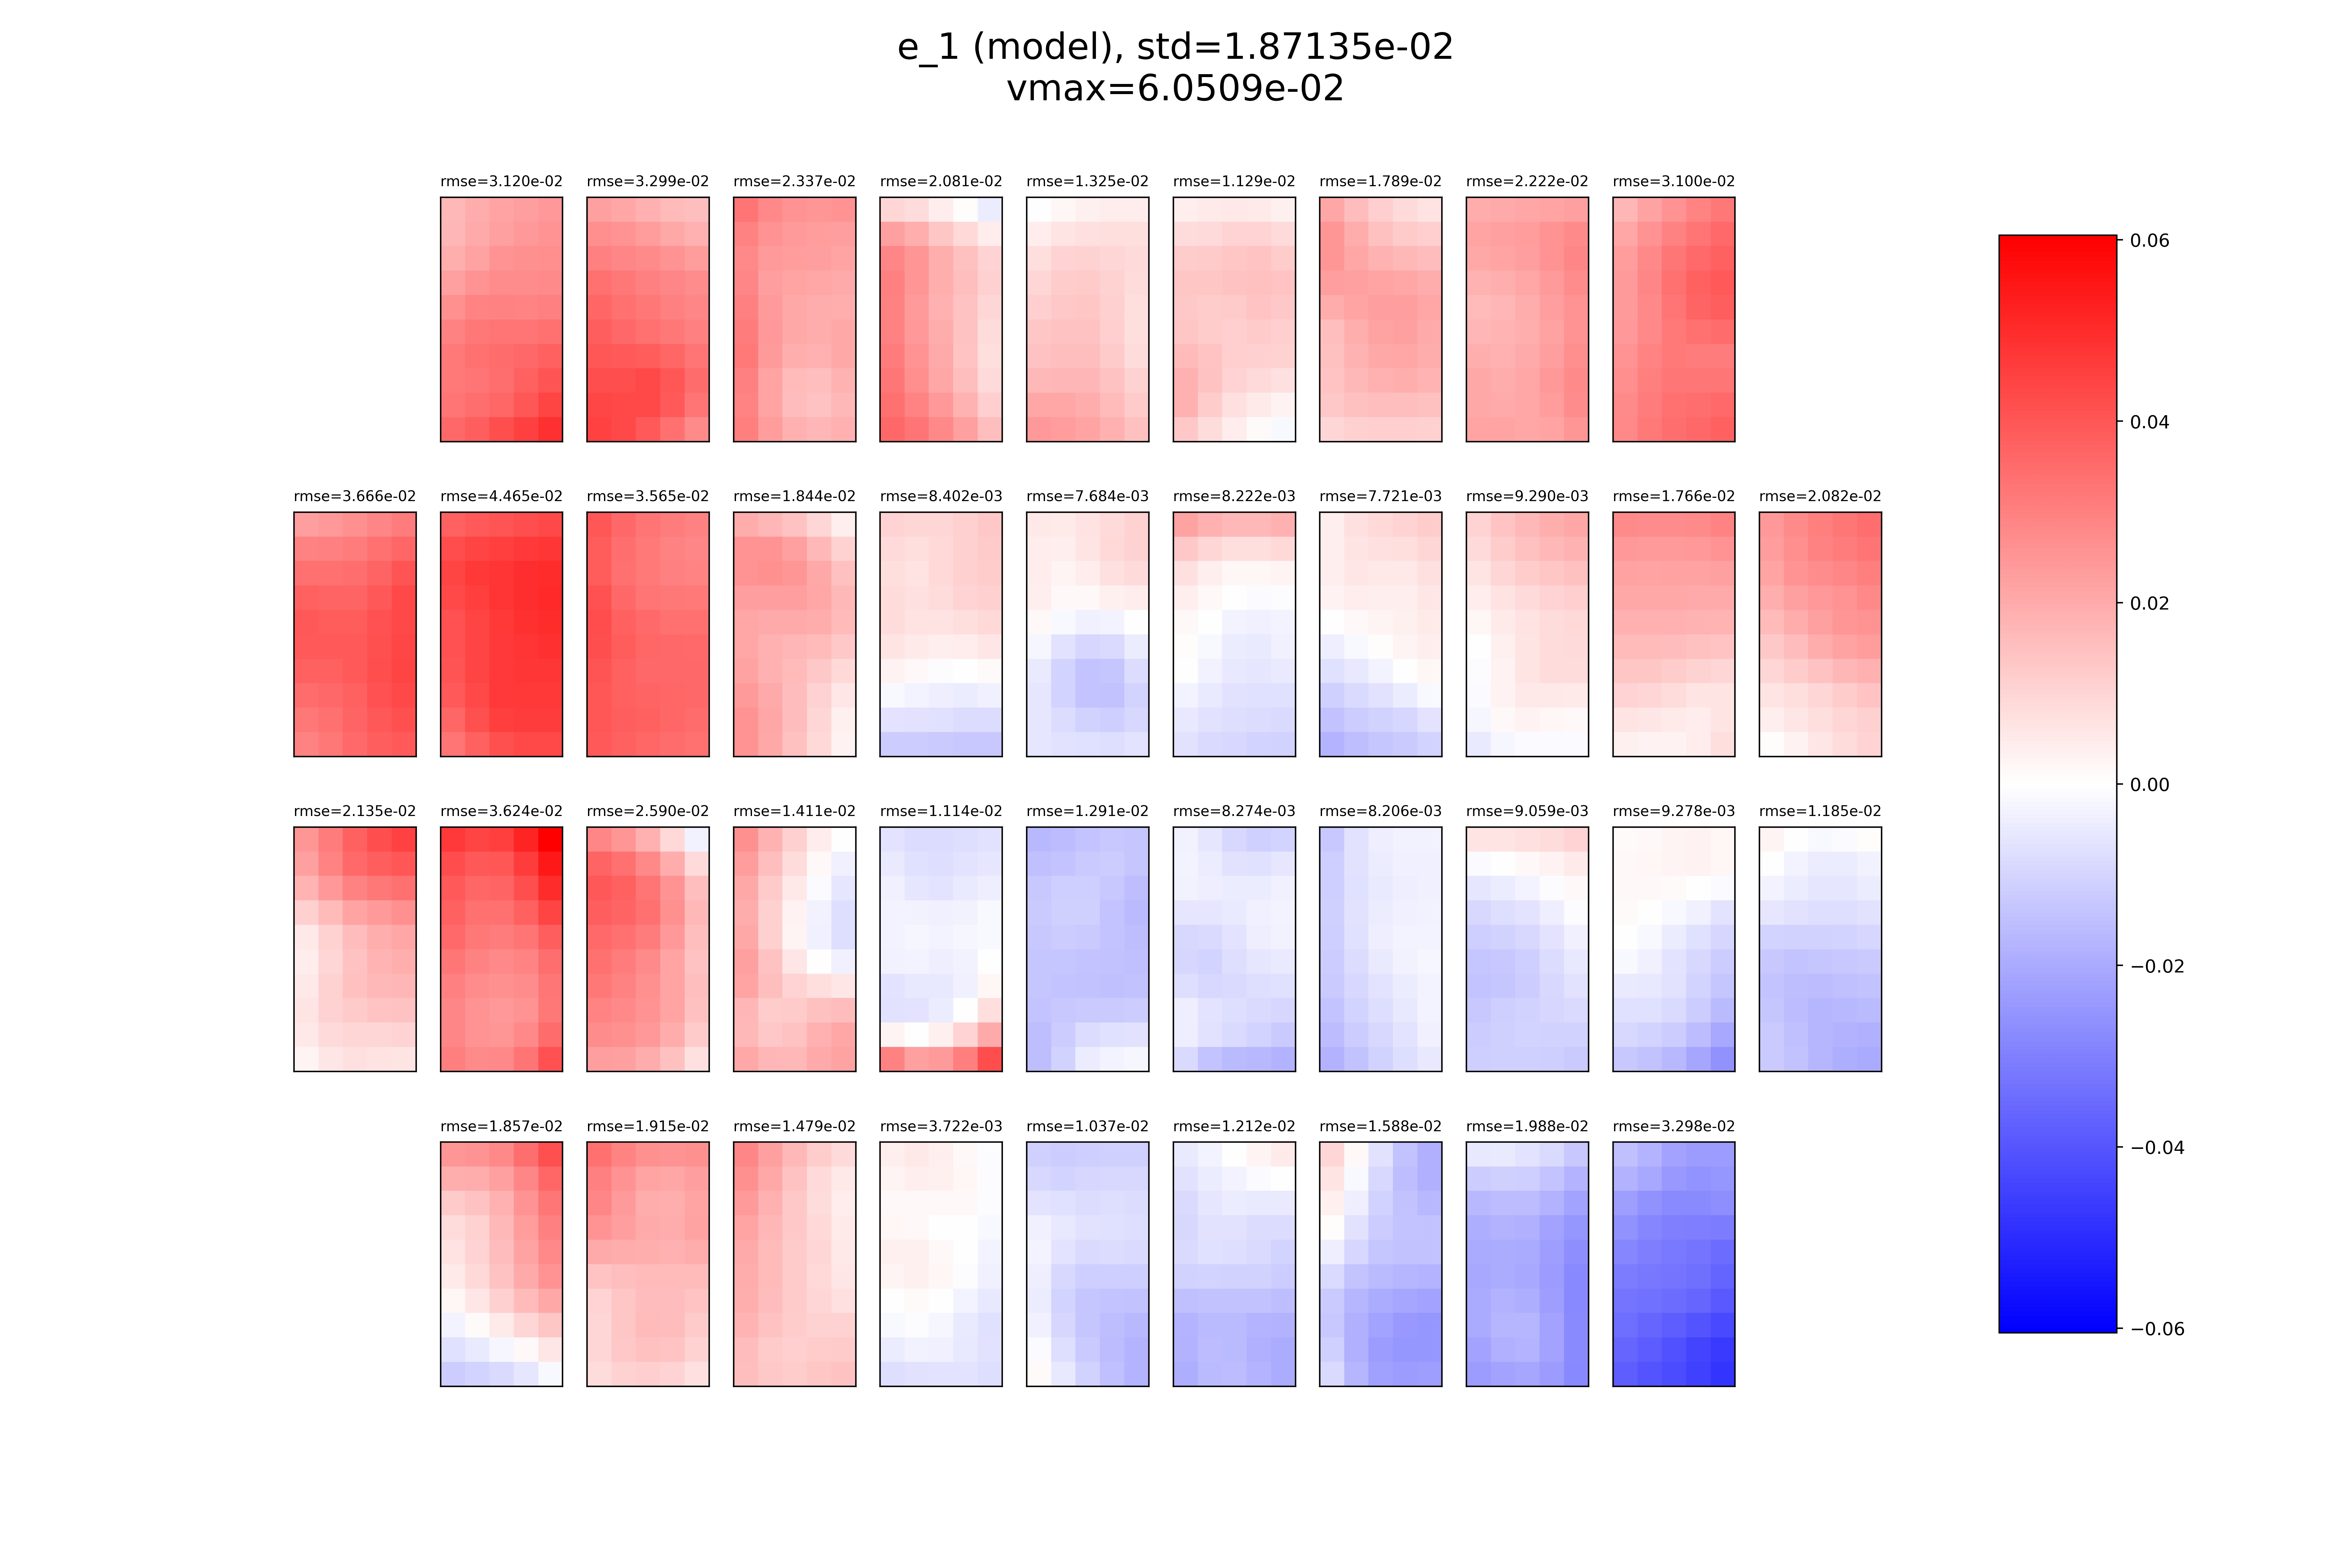 e_1 (model), std=1.87135e-02
vmax=6.0509e-02
rmse=3.120e-02 rmse=3.299e-02 rmse=2.337e-02 rmse=2.081e-02 rmse=1.325e-02 rmse=1.129e-02 rmse=1.789e-02 rmse=2.222e-02 rmse=3.100e-02
rmse=3.666e-02 rmse=4.465e-02 rmse=3.565e-02 rmse=1.844e-02 rmse=8.402e-03 rmse=7.684e-03 rmse=8.222e-03 rmse=7.721e-03 rmse=9.290e-03 rmse=1.766e-02 rmse=2.082e-02
rmse=2.135e-02 rmse=3.624e-02 rmse=2.590e-02 rmse=1.411e-02 rmse=1.114e-02 rmse=1.291e-02 rmse=8.274e-03 rmse=8.206e-03 rmse=9.059e-03 rmse=9.278e-03 rmse=1.185e-02
rmse=1.857e-02 rmse=1.915e-02 rmse=1.479e-02 rmse=3.722e-03 rmse=1.037e-02 rmse=1.212e-02 rmse=1.588e-02 rmse=1.988e-02 rmse=3.298e-02
0.06
0.04
0.02
0.00
−0.02
−0.04
−0.06